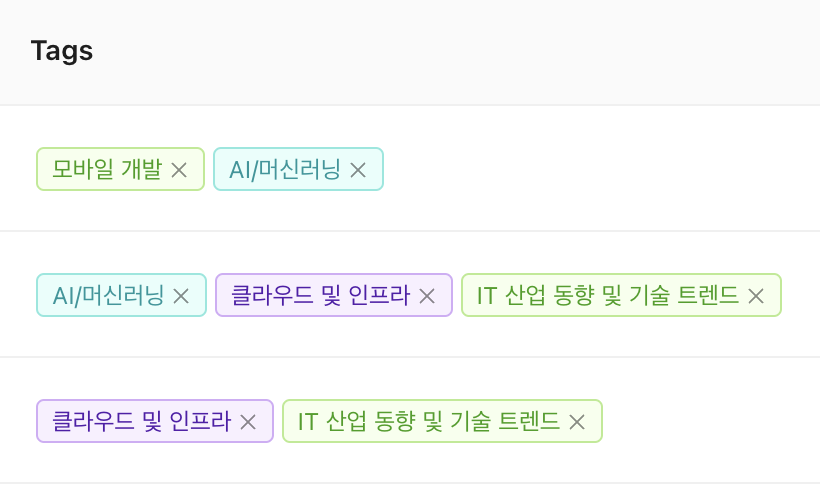 Tags
모바일 개발 AI/머신러닝
AI/머신러닝 클라우드 및 인프라 IT 산업 동향 및 기술 트렌드
클라우드 및 인프라 IT 산업 동향 및 기술 트렌드